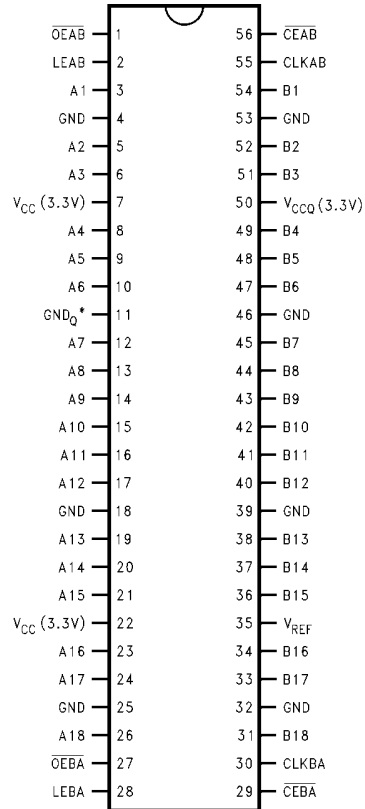 O̅E̅A̅B̅ 1 56 C̅E̅A̅B̅
LEAB 2 55 CLKAB
A1 3 54 B1
GND 4 53 GND
A2 5 52 B2
A3 6 51 B3
VCC (3.3V) 7 50 VCCQ (3.3V)
A4 8 49 B4
A5 9 48 B5
A6 10 47 B6
GNDQ* 11 46 GND
A7 12 45 B7
A8 13 44 B8
A9 14 43 B9
A10 15 42 B10
A11 16 41 B11
A12 17 40 B12
GND 18 39 GND
A13 19 38 B13
A14 20 37 B14
A15 21 36 B15
VCC (3.3V) 22 35 VREF
A16 23 34 B16
A17 24 33 B17
GND 25 32 GND
A18 26 31 B18
O̅E̅B̅A̅ 27 30 CLKBA
LEBA 28 29 C̅E̅B̅A̅